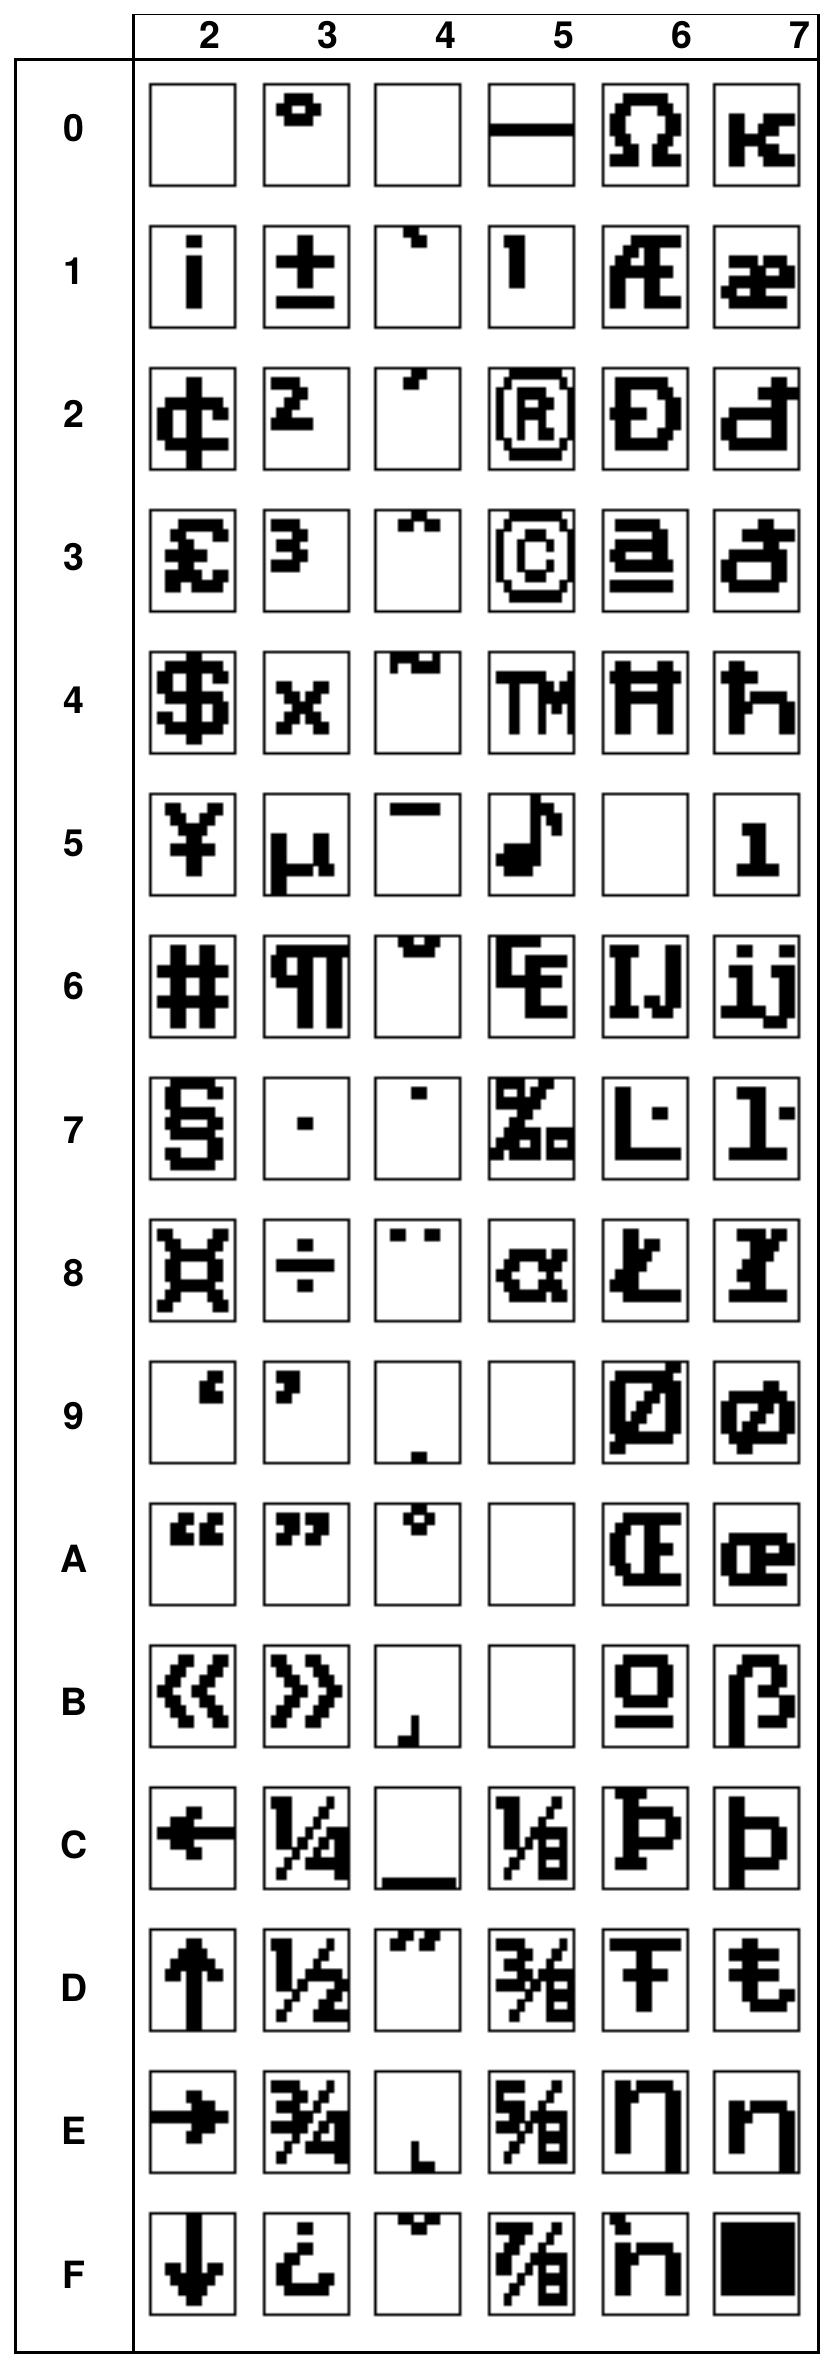 2 3 4 5 6 7
0 ° ― Ω ĸ
1 ¡ ± ` ¹ Æ æ
2 ¢ ² ´ ® Đ đ
3 £ ³ ˆ © ª ð
4 $ × ˜ ™ Ħ ħ
5 ¥ µ ¯ ♪ ı
6 # ¶ ˘ ₠ IJ ij
7 § · ˙ ‰ Ŀ ŀ
8 ¤ ÷ ¨ α Ł ł
9 ‘ ’ . Ø ø
A “ ” ˚ Œ œ
B « » ¸ º ß
C ← ¼ _ ⅛ Þ þ
D ↑ ½ ˝ ⅜ Ŧ ŧ
E → ¾ ˛ ⅝ Ŋ ŋ
F ↓ ¿ ˇ ⅞ ŉ ■